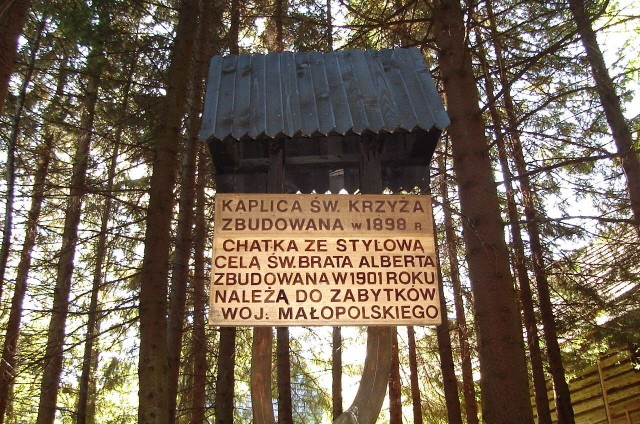 KAPLICA ŚW. KRZYŻA
ZBUDOWANA W 1898 R.
CHATKA ZE STYLOWĄ
CELĄ ŚW. BRATA ALBERTA
ZBUDOWANA W 1901 ROKU
NALEŻĄ DO ZABYTKÓW
WOJ. MAŁOPOLSKIEGO